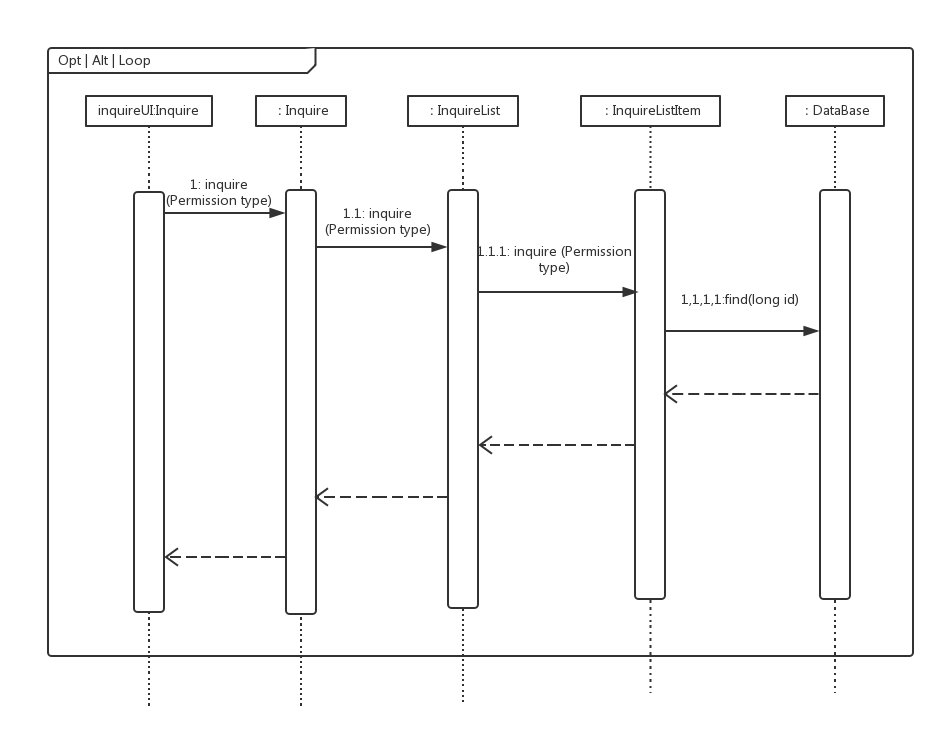 Opt | Alt | Loop
inquireUI:Inquire
: Inquire
: InquireList
: InquireListItem
: DataBase
1: inquire
(Permission type)
1.1: inquire
(Permission type)
1.1.1: inquire (Permission
type)
1,1,1,1:find(long id)